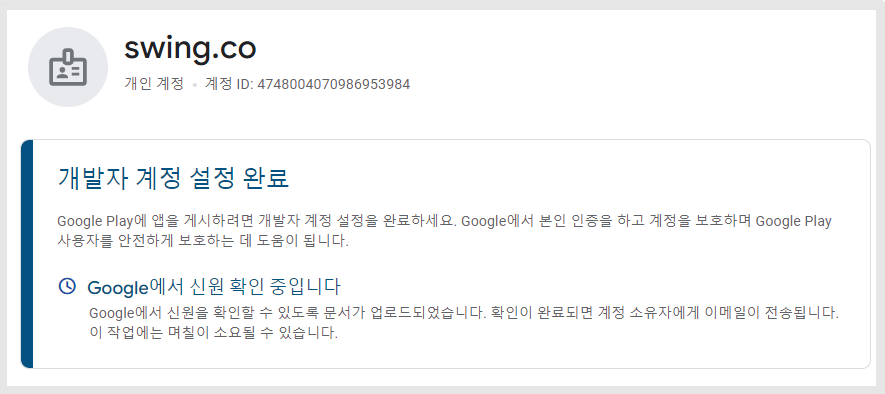 swing.co
개인 계정 • 계정 ID: 4748004070986953984
개발자 계정 설정 완료
Google Play에 앱을 게시하려면 개발자 계정 설정을 완료하세요. Google에서 본인 인증을 하고 계정을 보호하며 Google Play
사용자를 안전하게 보호하는 데 도움이 됩니다.
Google에서 신원 확인 중입니다
Google에서 신원을 확인할 수 있도록 문서가 업로드되었습니다. 확인이 완료되면 계정 소유자에게 이메일이 전송됩니다.
이 작업에는 며칠이 소요될 수 있습니다.